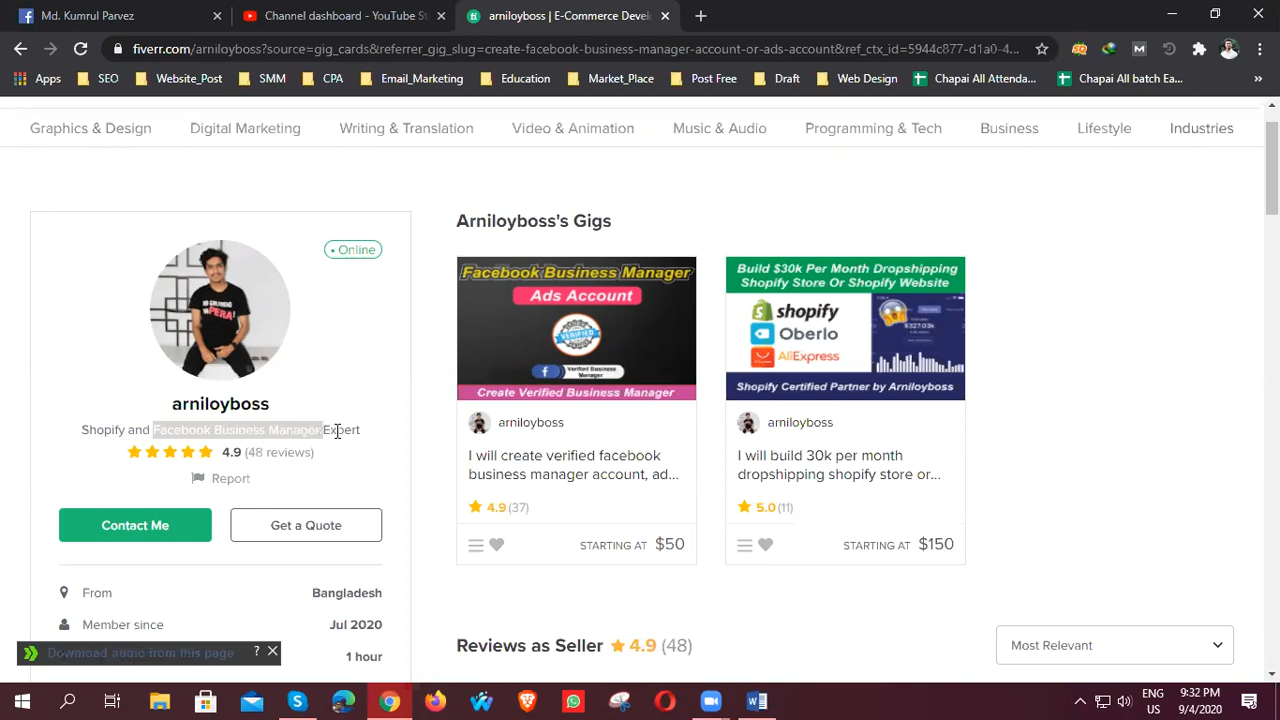 Md. Kumrul Parvez
Channel dashboard - YouTube St
arniloyboss | E-Commerce Devel
fiverr.com/arniloyboss?source=gig_cards&referrer_gig_slug=create-facebook-business-manager-account-or-ads-account&ref_ctx_id=5944c877-d1a0-4...
Apps SEO Website_Post SMM CPA Email_Marketing Education Market_Place Post Free Draft Web Design Chapai All Attenda... Chapai All batch Ea...
Graphics & Design Digital Marketing Writing & Translation Video & Animation Music & Audio Programming & Tech Business Lifestyle Industries
• Online
arniloyboss
Shopify and Facebook Business Manager Expert
4.9 (48 reviews)
Report
Contact Me
Get a Quote
From Bangladesh
Member since Jul 2020
1 hour
Download audio from this page ?
Arniloyboss's Gigs
Facebook Business Manager
Ads Account
VERIFIED
Verified Business
Manager
Create Verified Business Manager
arniloyboss
I will create verified facebook
business manager account, ad...
4.9 (37)
STARTING AT $50
Build $30k Per Month Dropshipping
Shopify Store Or Shopify Website
shopify
Oberlo
AliExpress
$327.03k
Shopify Certified Partner by Arniloyboss
arniloyboss
I will build 30k per month
dropshipping shopify store or...
5.0 (11)
STARTING AT $150
Reviews as Seller 4.9 (48)
Most Relevant
ENG
US
9:32 PM
9/4/2020